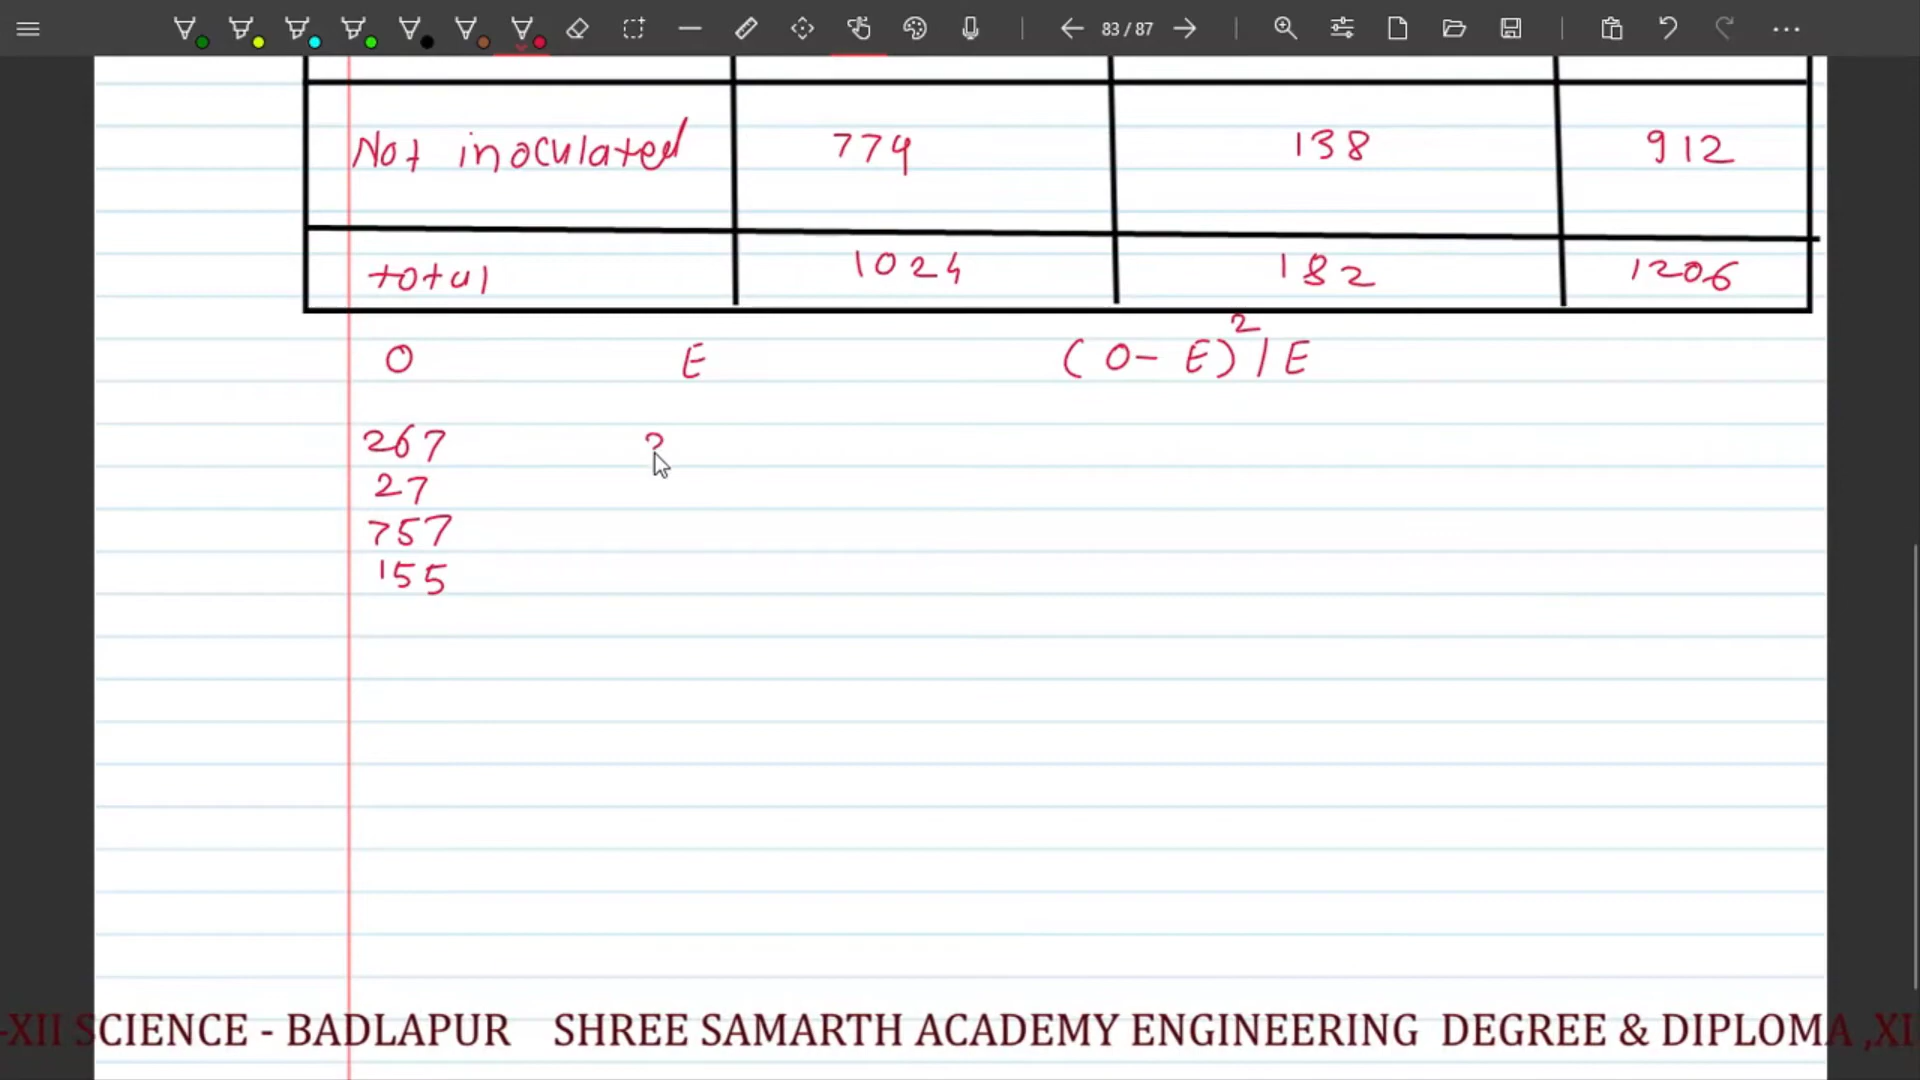 83 / 87
Not inoculated 774 138 912
total 1024 182 1206
O E (O-E)²/E
267 2
27
757
155
-XII SCIENCE - BADLAPUR SHREE SAMARTH ACADEMY ENGINEERING DEGREE & DIPLOMA ,XI